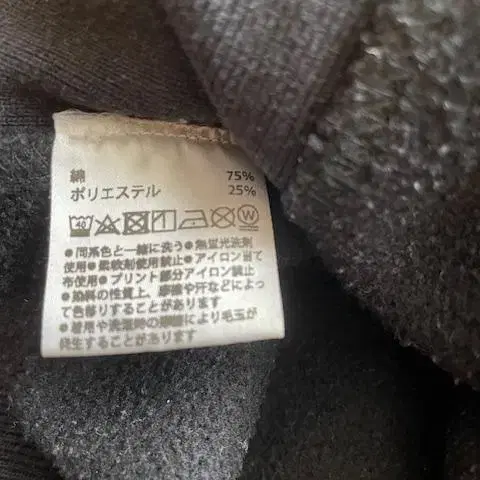 綿 75%
ポリエステル 25%
40 W
●同系色と一緒に洗う●無蛍光洗剤
使用●柔軟剤使用禁止●アイロン当て
布使用●プリント部分アイロン禁止
●染料の性質上、摩擦や汗などによっ
て色移りすることがあります
●着用や洗濯時の摩擦により毛玉が
発生することがあります